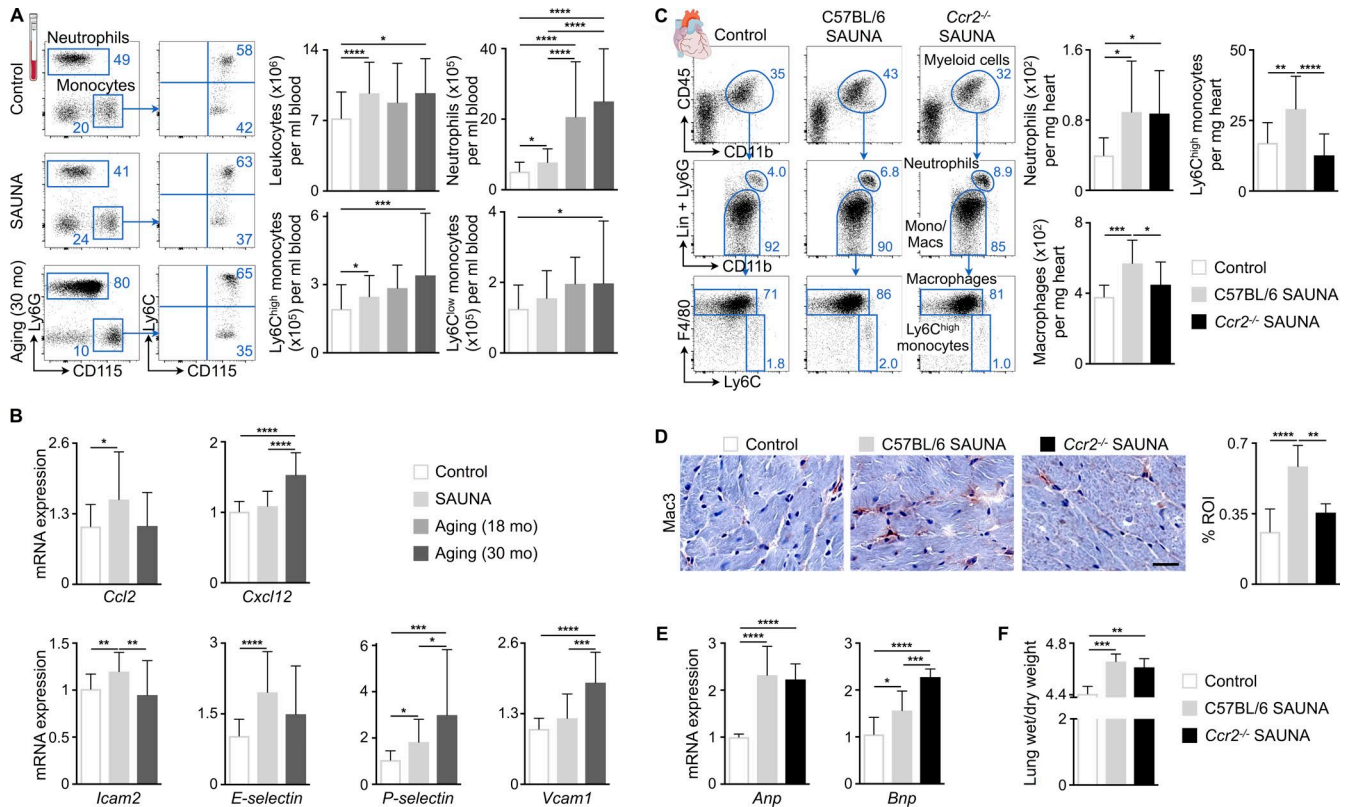 A
Neutrophils
49
Monocytes
20
58
42
Control
41
24
63
37
SAUNA
80
10
65
35
Aging (30 mo)
Ly6G
CD115
Ly6C
CD115
Leukocytes (x10⁶)
per ml blood
14
7
0
****
*
Neutrophils (x10⁵)
per ml blood
40
20
0
****
****
****
*
Ly6Cʰⁱᵍʰ monocytes
(x10⁵) per ml blood
6
3
0
***
*
Ly6Cˡᵒʷ monocytes
(x10⁵) per ml blood
4
2
0
*
B
mRNA expression
2.6
1.3
0
*
Ccl2
2
1
0
****
****
Cxcl12
Control
SAUNA
Aging (18 mo)
Aging (30 mo)
mRNA expression
1.5
1
0.5
0
**
**
Icam2
3
1.5
0
****
E-selectin
6
4
2
0
***
*
*
P-selectin
2.6
1.3
0
****
***
Vcam1
C
Control
C57BL/6
SAUNA
Ccr2⁻/⁻
SAUNA
CD45
CD11b
35
43
Myeloid cells
32
Lin + Ly6G
CD11b
4.0
92
6.8
90
Neutrophils
8.9
Mono/
Macs
85
F4/80
Ly6C
71
1.8
86
2.0
Macrophages
81
Ly6Cʰⁱᵍʰ
monocytes
1.0
Neutrophils (x10²)
per mg heart
1.6
0.8
0
*
*
Ly6Cʰⁱᵍʰ monocytes
per mg heart
50
25
0
**
****
Macrophages (x10²)
per mg heart
8
4
0
***
*
Control
C57BL/6 SAUNA
Ccr2⁻/⁻ SAUNA
D
Control
C57BL/6 SAUNA
Ccr2⁻/⁻ SAUNA
Mac3
% ROI
0.7
0.35
0
****
**
E
mRNA expression
3
2
1
0
****
****
Anp
3
2
1
0
****
***
*
Bnp
F
Lung wet/dry weight
4.8
4.4
2
0
**
***
Control
C57BL/6 SAUNA
Ccr2⁻/⁻ SAUNA